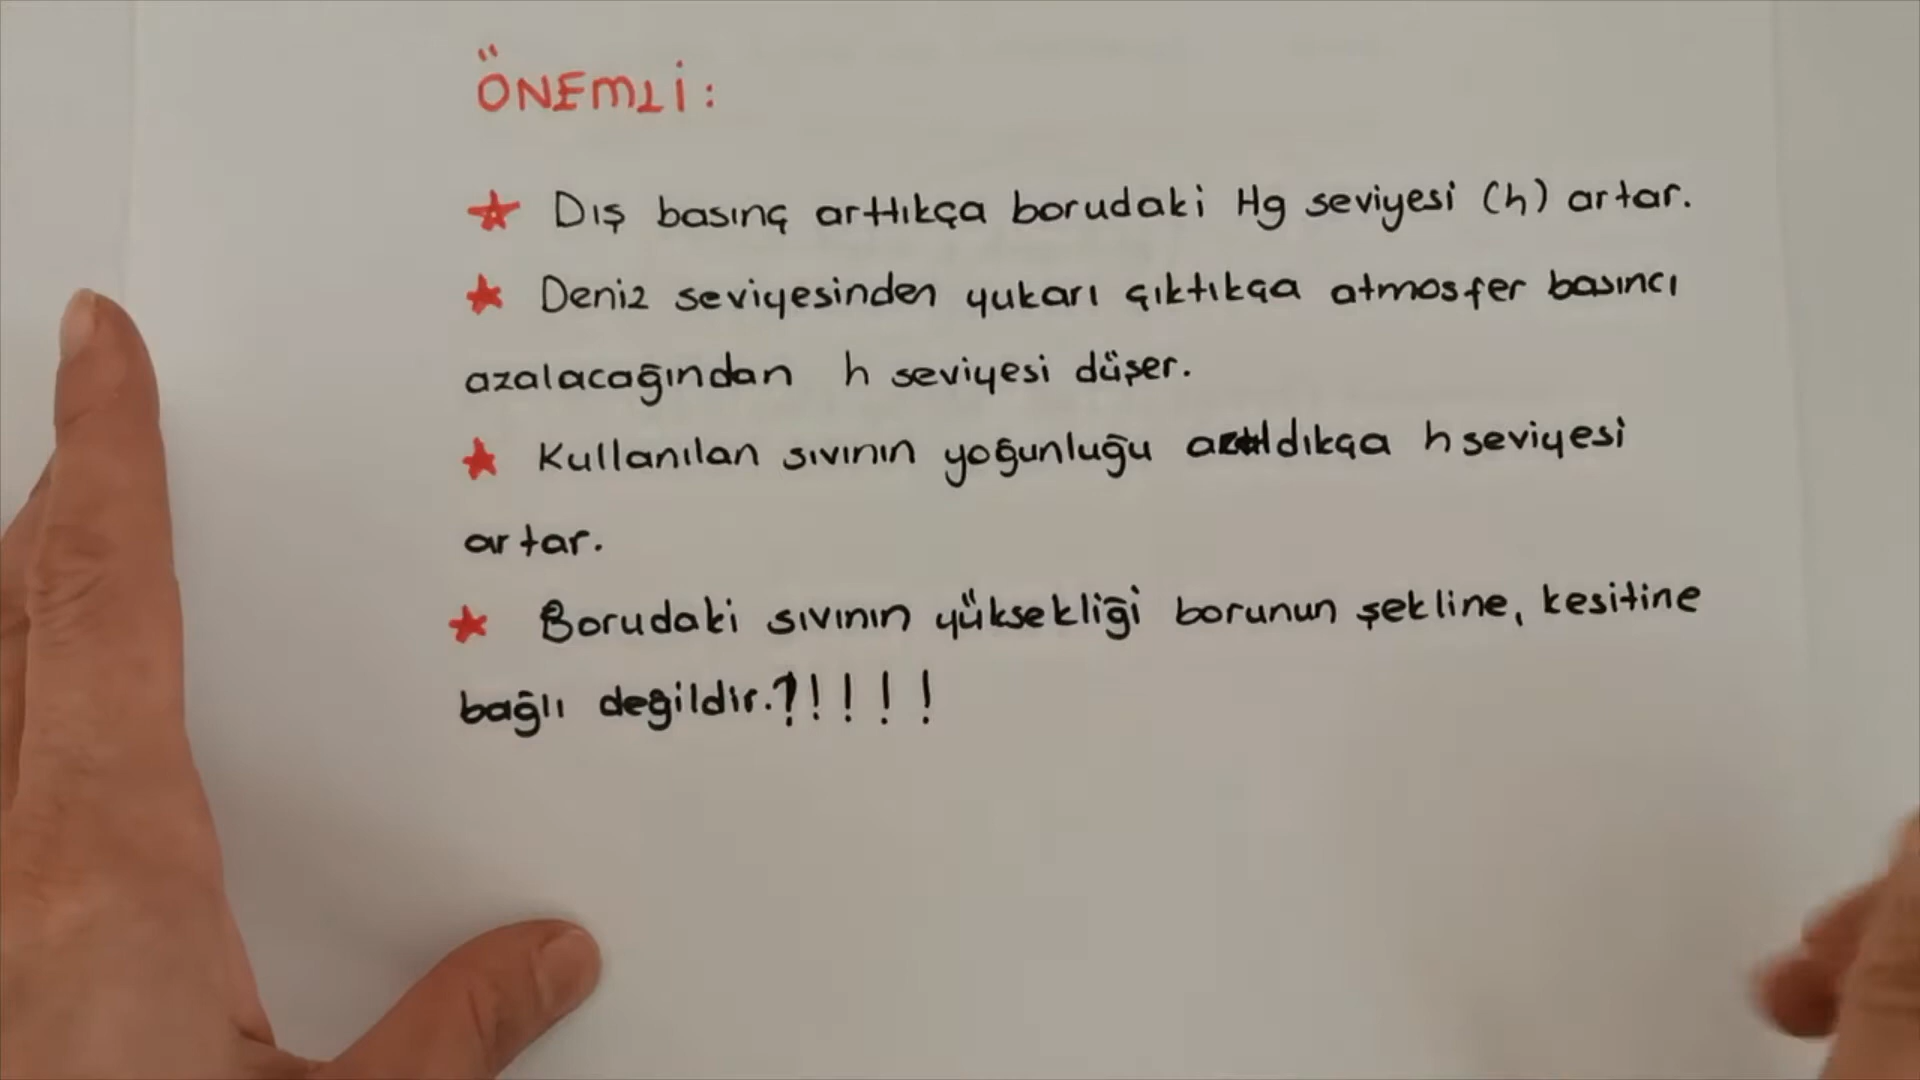 ÖNEMLİ:
Dış basınç arttıkça borudaki Hg seviyesi (h) artar.
Deniz seviyesinden yukarı çıktıkça atmosfer basıncı
azalacağından h seviyesi düşer.
Kullanılan sıvının yoğunluğu h seviyesi
artar.
Borudaki sıvının yüksekliği borunun şekline, kesitine
bağlı değildir.?!!!!